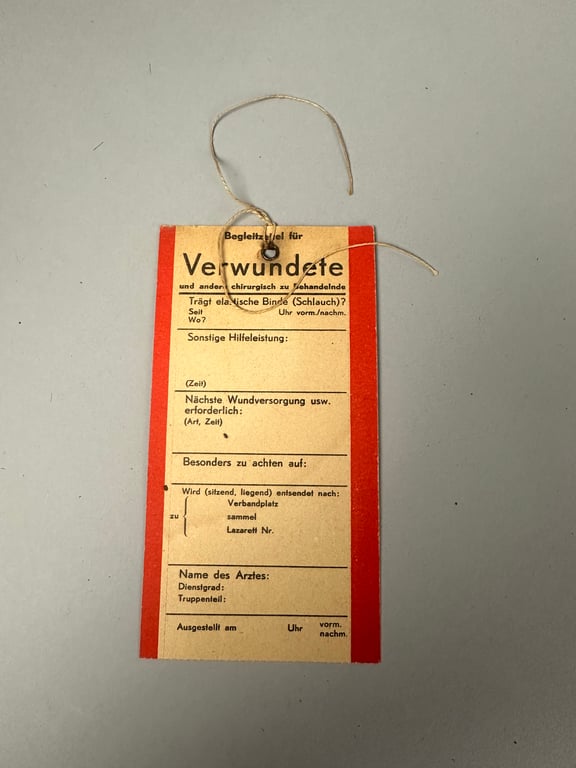 Begleitzettel für
Verwundete
und andere chirurgisch zu behandelnde
Trägt elastische Binde (Schlauch)?
Seit Uhr vorm./nachm.
Wo?
Sonstige Hilfeleistung:
(Zeit)
Nächste Wundversorgung usw.
erforderlich:
(Art, Zeit)
Besonders zu achten auf:
Wird (sitzend, liegend) entsendet nach:
Verbandplatz
zu { sammel
Lazarett Nr.
Name des Arztes:
Dienstgrad:
Truppenteil:
Ausgestellt am Uhr vorm.
nachm.